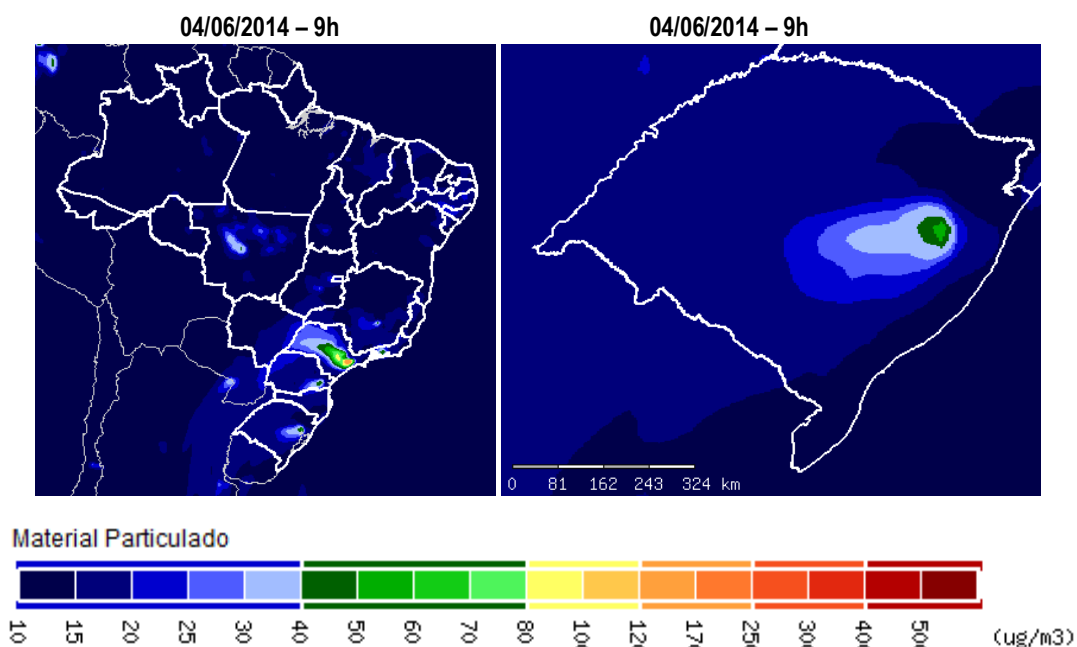 04/06/2014 – 9h
04/06/2014 – 9h
0 81 162 243 324 km
Material Particulado
10 15 20 25 30 40 50 60 70 80 (ug/m3)